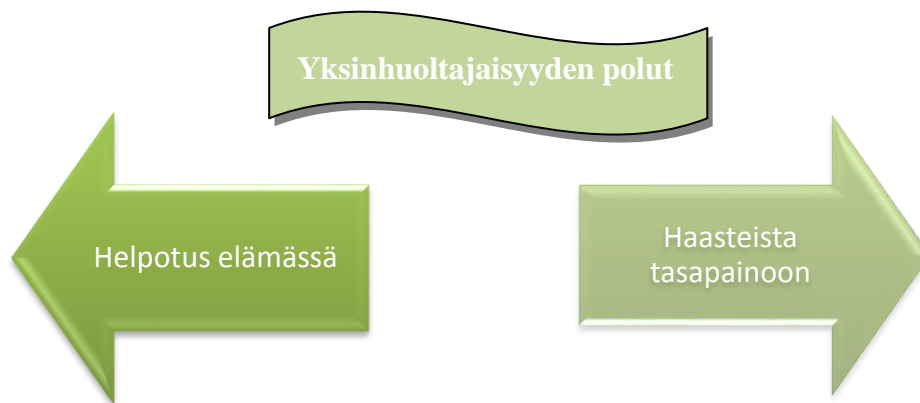 Yksinhuoltajaisyyden polut
Helpotus elämässä
Haasteista
tasapainoon